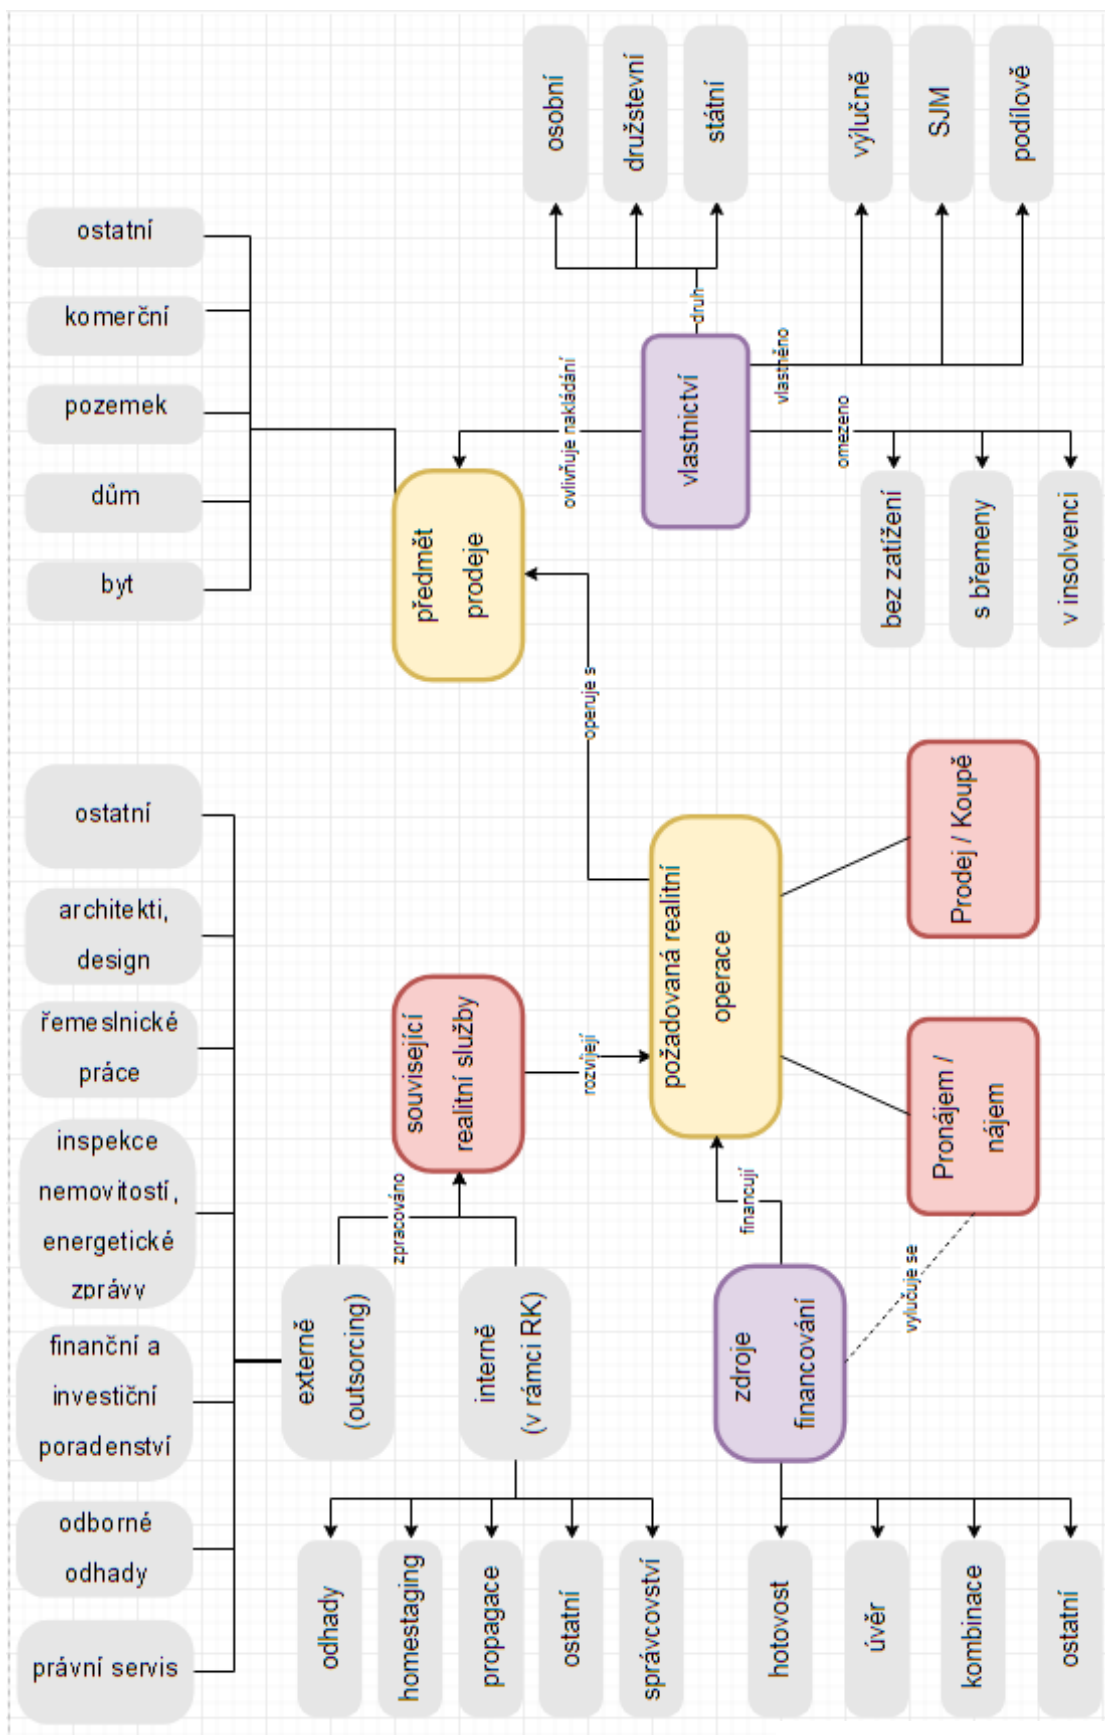 osobní
družstevní
státní
výlučně
SJM
podílově
ostatní
komerční
pozemek
dům
byt
druh
vlastněno
ovlivňuje nakládání
vlastnictví
omezeno
předmět
prodeje
bez zatížení
s břemeny
v insolvenci
operuje s
ostatní
architekti,
design
řemeslnické
práce
inspekce
nemovitostí,
energetické
zprávy
finanční a
investiční
poradenství
odborné
odhady
právní servis
související
realitní služby
rozvíjejí
požadovaná realitní
operace
Prodej / Koupě
Pronájem /
nájem
zpracováno
externě
(outsorcing)
interně
(v rámci RK)
financují
zdroje
financování
vylučuje se
odhady
homestaging
propagace
ostatní
správcovství
hotovost
úvěr
kombinace
ostatní